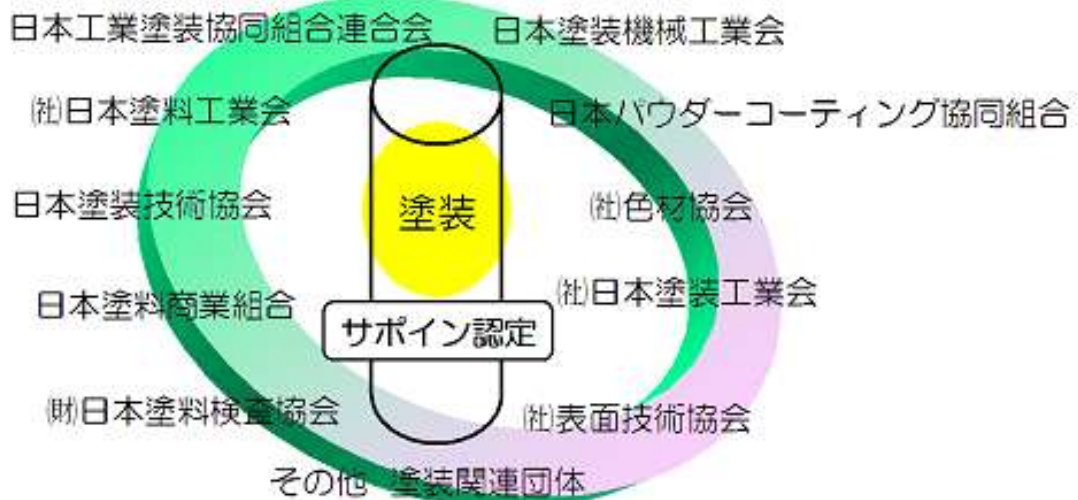 日本工業塗装協同組合連合会
日本塗装機械工業会
㈳日本塗料工業会
日本パウダーコーティング協同組合
日本塗装技術協会
塗装
㈳色材協会
日本塗料商業組合
㈳日本塗装工業会
サポイン認定
㈶日本塗料検査協会
㈳表面技術協会
その他 塗装関連団体